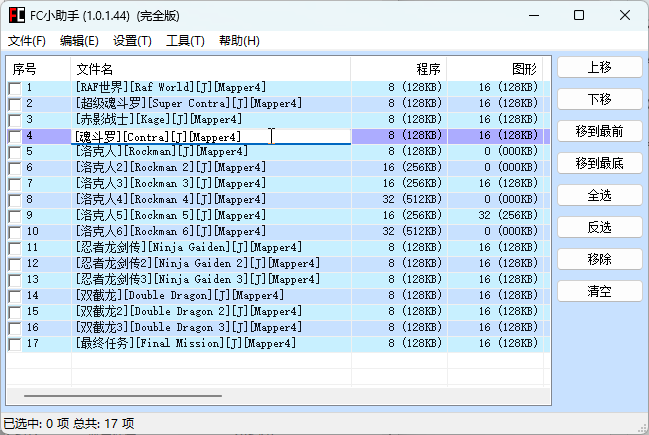 FC小助手 (1.0.1.44) (完全版)
文件(F) 编辑(E) 设置(T) 工具(T) 帮助(H)
序号 文件名 程序 图形
1 [RAF世界][Raf World][J][Mapper4] 8 (128KB) 16 (128KB)
2 [超级魂斗罗][Super Contra][J][Mapper4] 8 (128KB) 16 (128KB)
3 [赤影战士][Kage][J][Mapper4] 8 (128KB) 16 (128KB)
4 [魂斗罗][Contra][J][Mapper4] 8 (128KB) 16 (128KB)
5 [洛克人][Rockman][J][Mapper4] 8 (128KB) 0 (000KB)
6 [洛克人2][Rockman 2][J][Mapper4] 16 (256KB) 0 (000KB)
7 [洛克人3][Rockman 3][J][Mapper4] 16 (256KB) 16 (128KB)
8 [洛克人4][Rockman 4][J][Mapper4] 32 (512KB) 0 (000KB)
9 [洛克人5][Rockman 5][J][Mapper4] 16 (256KB) 32 (256KB)
10 [洛克人6][Rockman 6][J][Mapper4] 32 (512KB) 0 (000KB)
11 [忍者龙剑传][Ninja Gaiden][J][Mapper4] 8 (128KB) 16 (128KB)
12 [忍者龙剑传2][Ninja Gaiden 2][J][Mapper4] 8 (128KB) 16 (128KB)
13 [忍者龙剑传3][Ninja Gaiden 3][J][Mapper4] 8 (128KB) 16 (128KB)
14 [双截龙][Double Dragon][J][Mapper4] 8 (128KB) 16 (128KB)
15 [双截龙2][Double Dragon 2][J][Mapper4] 8 (128KB) 16 (128KB)
16 [双截龙3][Double Dragon 3][J][Mapper4] 8 (128KB) 16 (128KB)
17 [最终任务][Final Mission][J][Mapper4] 8 (128KB) 16 (128KB)
上移
下移
移到最前
移到最底
全选
反选
移除
清空
已选中: 0 项 总共: 17 项